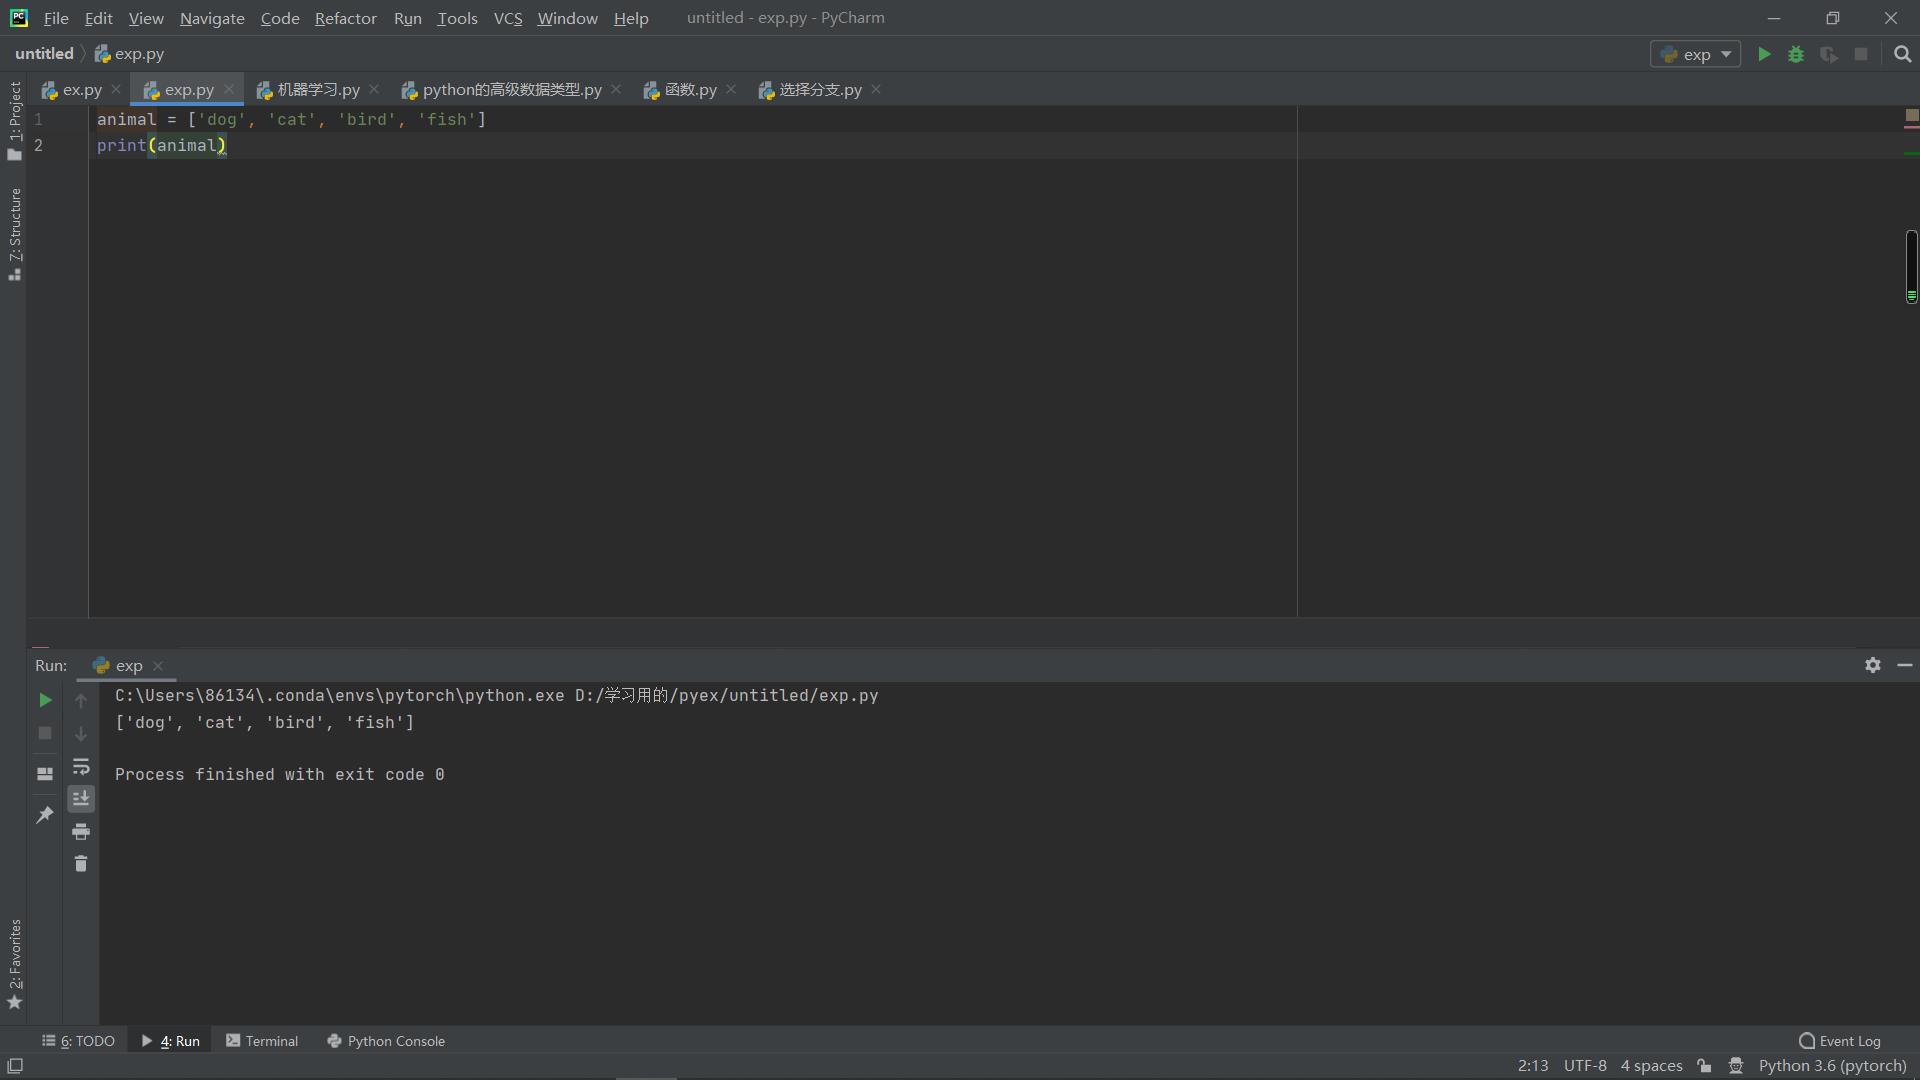 File Edit View Navigate Code Refactor Run Tools VCS Window Help untitled - exp.py - PyCharm
untitled exp.py exp
ex.py exp.py 机器学习.py python的高级数据类型.py 函数.py 选择分支.py
1: Project
7: Structure
1 animal = ['dog', 'cat', 'bird', 'fish']
2 print(animal)
Run: exp
C:\Users\86134\.conda\envs\pytorch\python.exe D:/学习用的/pyex/untitled/exp.py
['dog', 'cat', 'bird', 'fish']
Process finished with exit code 0
2: Favorites
6: TODO 4: Run Terminal Python Console Event Log
2:13 UTF-8 4 spaces Python 3.6 (pytorch)